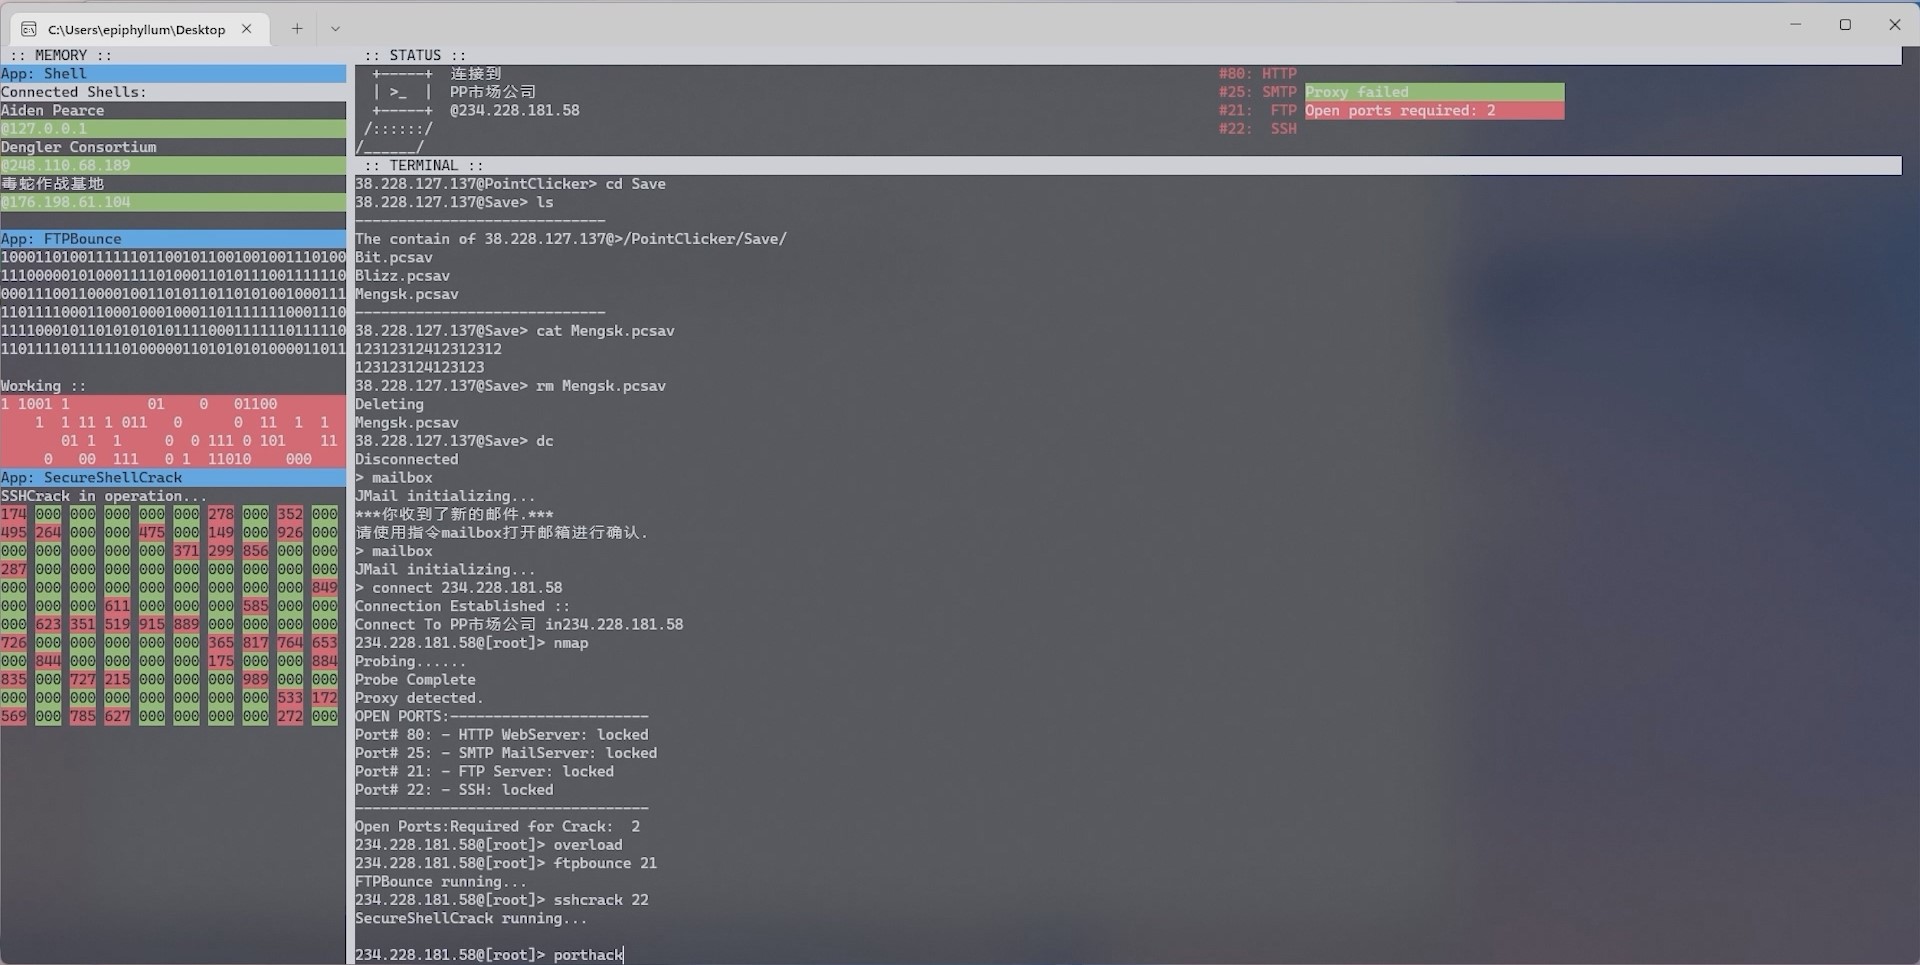 C:\Users\epiphyllum\Desktop
:: MEMORY ::
App: Shell
Connected Shells:
Aiden Pearce
@127.0.0.1
Dengler Consortium
@248.110.68.189
毒蛇作战基地
@176.198.61.104
App: FTPBounce
Working ::
1 1001 1 01 0 01100
1 1 11 1 011 0 0 11 1 1
01 1 1 0 0 111 0 101 11
0 00 111 0 1 11010 000
App: SecureShellCrack
SSHCrack in operation...
174 000 000 000 000 000 278 000 352 000
495 264 000 000 475 000 149 000 926 000
000 000 000 000 000 371 299 856 000 000
287 000 000 000 000 000 000 000 000 000
000 000 000 000 000 000 000 000 000 849
000 000 000 611 000 000 000 585 000 000
000 623 351 519 915 889 000 000 000 000
726 000 000 000 000 000 365 817 764 653
000 844 000 000 000 000 175 000 000 884
835 000 727 215 000 000 000 989 000 000
000 000 000 000 000 000 000 000 533 172
569 000 785 627 000 000 000 000 272 000
:: STATUS ::
+-----+ 连接到
| >_ | PP市场公司
+-----+ @234.228.181.58
/::::::/
/______/
#80: HTTP
#25: SMTP Proxy failed
#21: FTP Open ports required: 2
#22: SSH
:: TERMINAL ::
38.228.127.137@PointClicker> cd Save
38.228.127.137@Save> ls
-----------------------------
The contain of 38.228.127.137@>/PointClicker/Save/
Bit.pcsav
Blizz.pcsav
Mengsk.pcsav
-----------------------------
38.228.127.137@Save> cat Mengsk.pcsav
12312312412312312
123123124123123
38.228.127.137@Save> rm Mengsk.pcsav
Deleting
Mengsk.pcsav
38.228.127.137@Save> dc
Disconnected
> mailbox
JMail initializing...
***你收到了新的邮件.***
请使用指令mailbox打开邮箱进行确认.
> mailbox
JMail initializing...
> connect 234.228.181.58
Connection Established ::
Connect To PP市场公司 in234.228.181.58
234.228.181.58@[root]> nmap
Probing......
Probe Complete
Proxy detected.
OPEN PORTS:-----------------------
Port# 80: - HTTP WebServer: locked
Port# 25: - SMTP MailServer: locked
Port# 21: - FTP Server: locked
Port# 22: - SSH: locked
----------------------------------
Open Ports:Required for Crack: 2
234.228.181.58@[root]> overload
234.228.181.58@[root]> ftpbounce 21
FTPBounce running...
234.228.181.58@[root]> sshcrack 22
SecureShellCrack running...
234.228.181.58@[root]> porthack